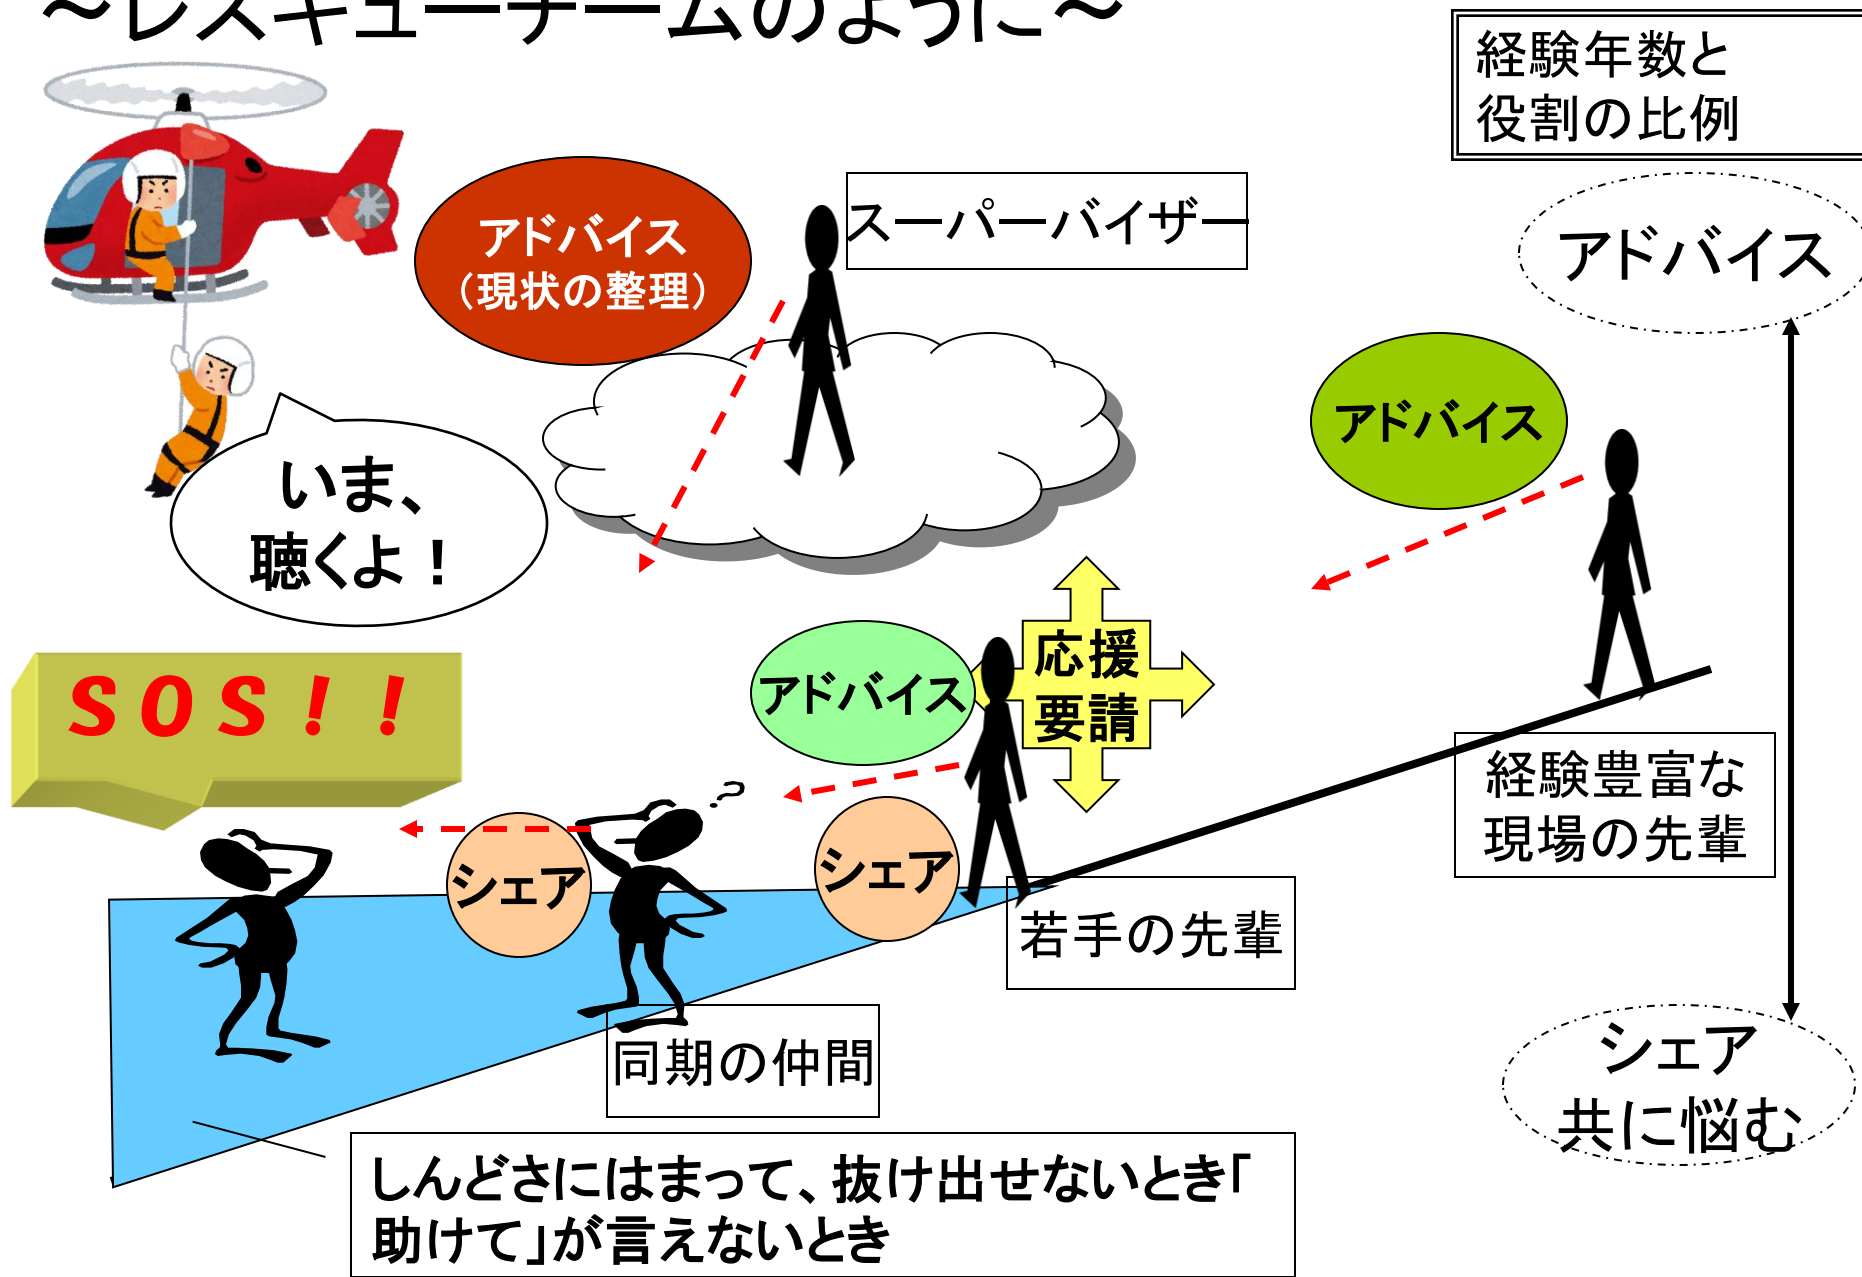 ～レスキューチームのように～
経験年数と
役割の比例
アドバイス
（現状の整理）
スーパーバイザー
アドバイス
アドバイス
いま、
聴くよ！
応援
要請
アドバイス
ＳＯＳ！！
経験豊富な
現場の先輩
シェア
シェア
若手の先輩
同期の仲間
シェア
共に悩む
しんどさにはまって、抜け出せないとき「
助けて」が言えないとき